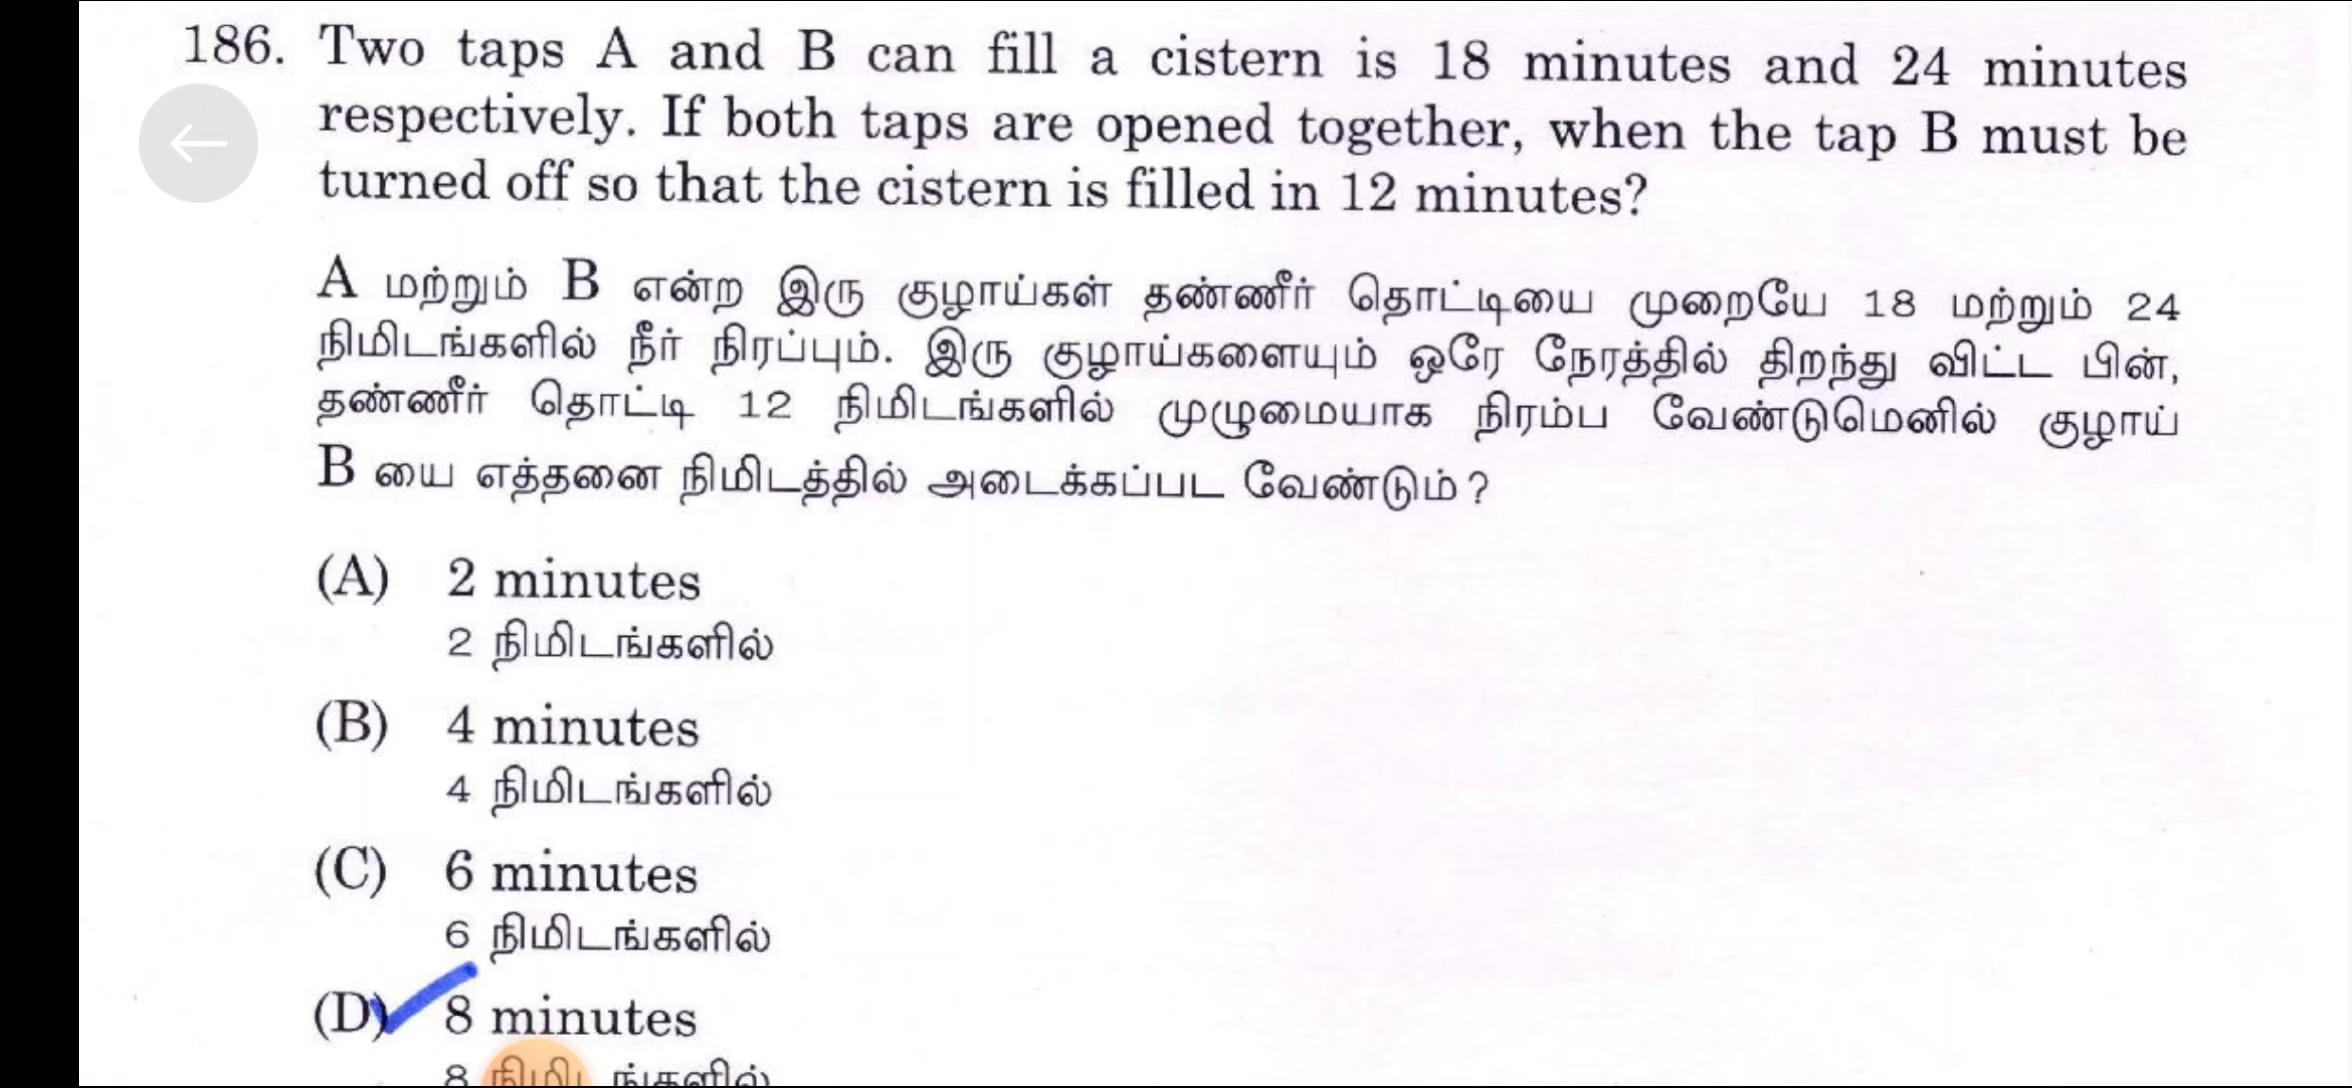 186. Two taps A and B can fill a cistern is 18 minutes and 24 minutes
respectively. If both taps are opened together, when the tap B must be
turned off so that the cistern is filled in 12 minutes?
A மற்றும் B என்ற இரு குழாய்கள் தண்ணீர் தொட்டியை முறையே 18 மற்றும் 24
நிமிடங்களில் நீர் நிரப்பும். இரு குழாய்களையும் ஒரே நேரத்தில் திறந்து விட்ட பின்,
தண்ணீர் தொட்டி 12 நிமிடங்களில் முழுமையாக நிரம்ப வேண்டுமெனில் குழாய்
B யை எத்தனை நிமிடத்தில் அடைக்கப்பட வேண்டும்?
(A) 2 minutes
2 நிமிடங்களில்
(B) 4 minutes
4 நிமிடங்களில்
(C) 6 minutes
6 நிமிடங்களில்
(D) 8 minutes
8 நிமிடங்களில்